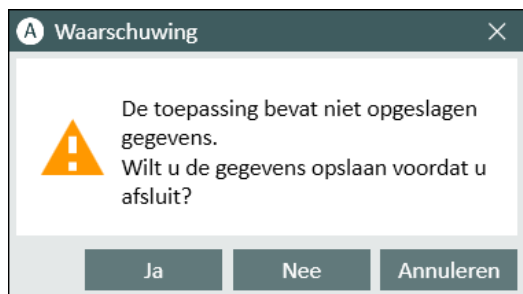 A Waarschuwing
De toepassing bevat niet opgeslagen
gegevens.
Wilt u de gegevens opslaan voordat u
afsluit?
Ja Nee Annuleren